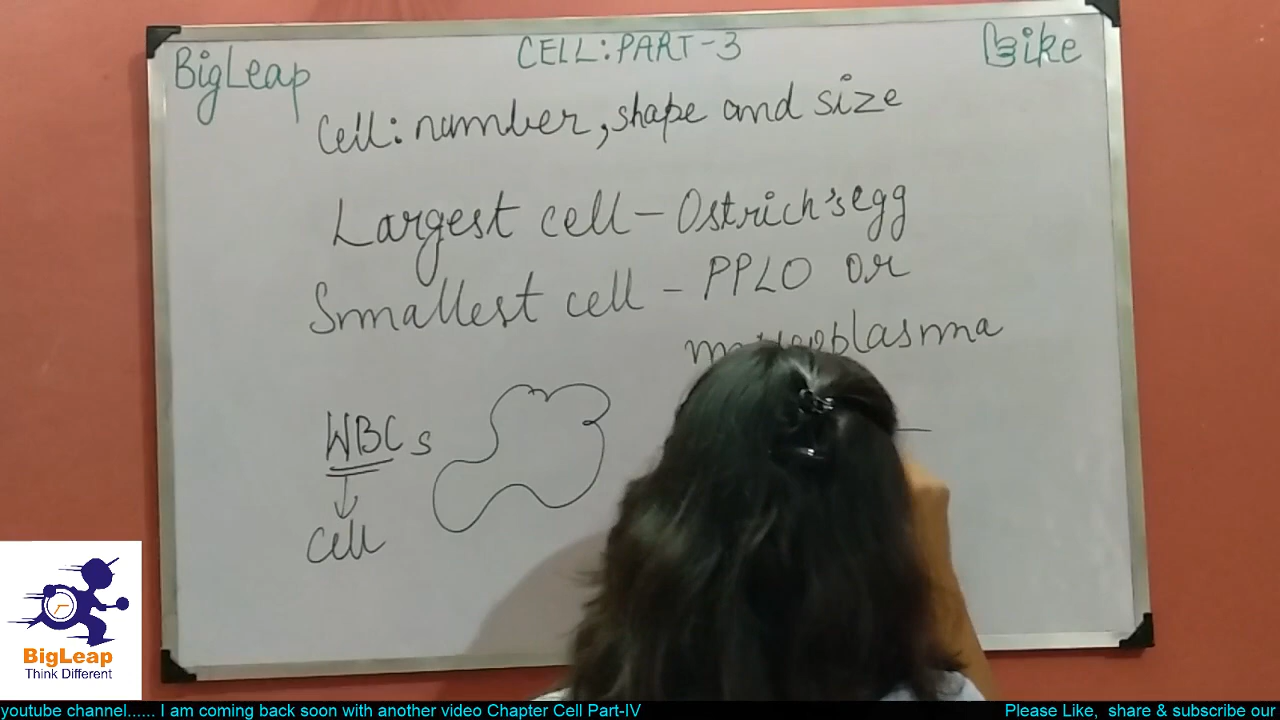 BigLeap
CELL: PART-3
Like
Cell: number, shape and size
Largest cell – Ostrich's egg
Smallest cell – PPLO or
WBCs
Cell
BigLeap
Think Different
youtube channel...... I am coming back soon with another video Chapter Cell Part-IV
Please Like, share & subscribe our